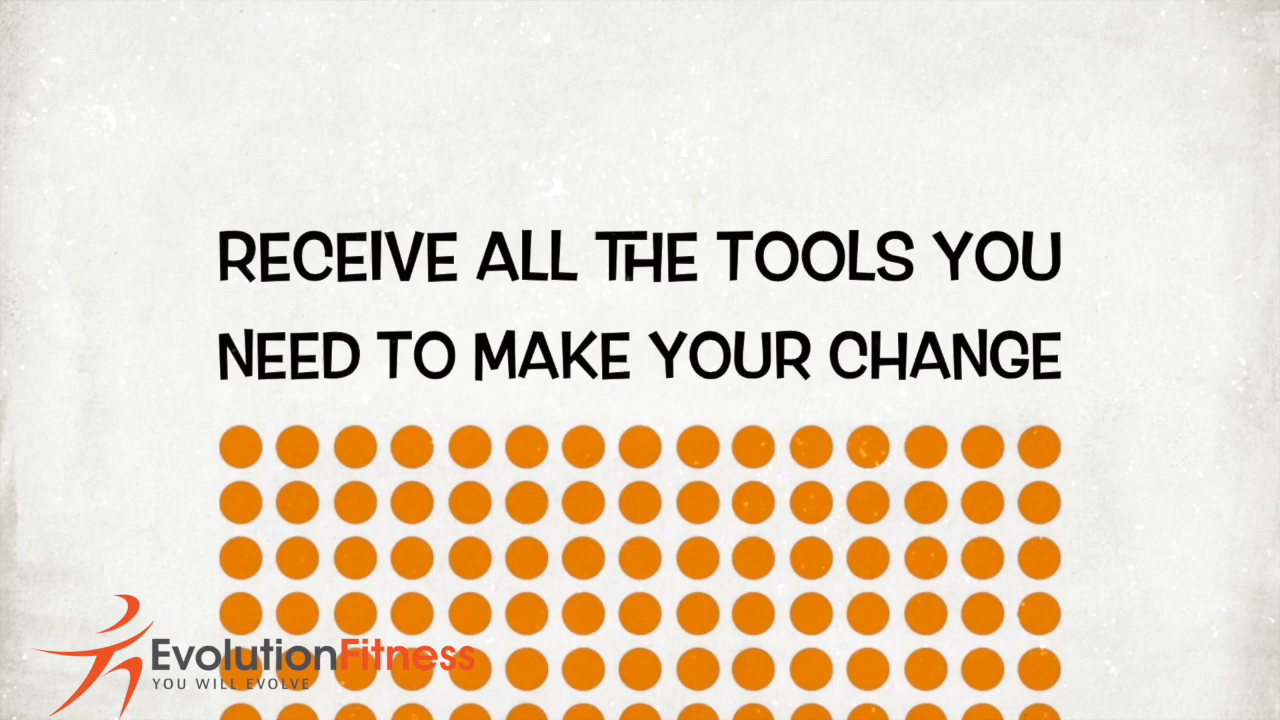 RECEIVE ALL THE TOOLS YOU
NEED TO MAKE YOUR CHANGE
EvolutionFitness
YOU WILL EVOLVE